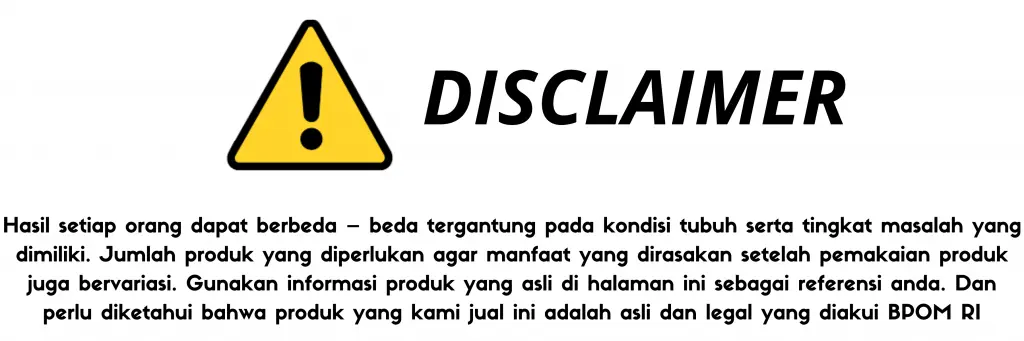 DISCLAIMER
Hasil setiap orang dapat berbeda – beda tergantung pada kondisi tubuh serta tingkat masalah yang
dimiliki. Jumlah produk yang diperlukan agar manfaat yang dirasakan setelah pemakaian produk
juga bervariasi. Gunakan informasi produk yang asli di halaman ini sebagai referensi anda. Dan
perlu diketahui bahwa produk yang kami jual ini adalah asli dan legal yang diakui BPOM RI